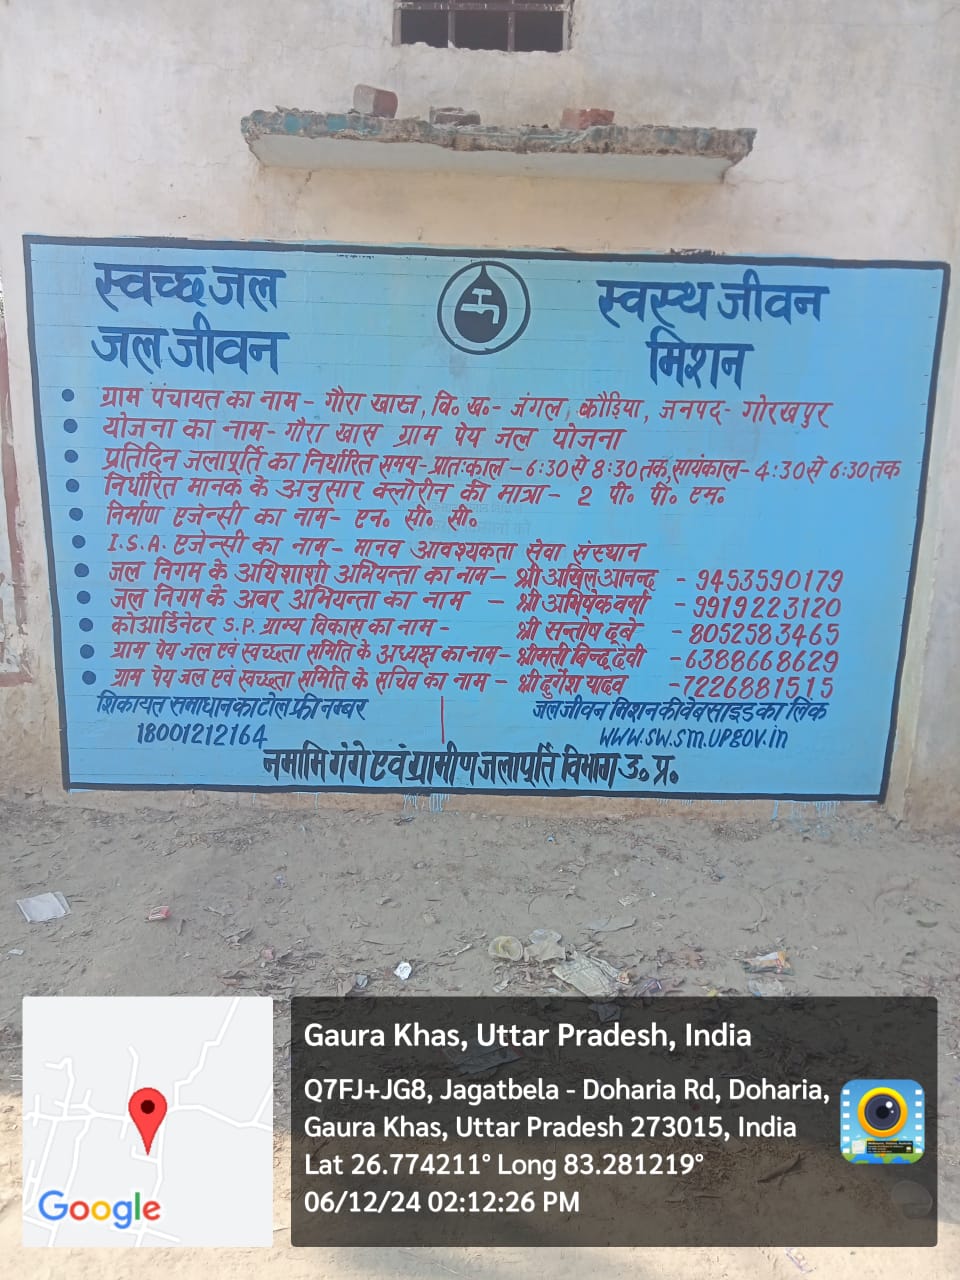 स्वच्छ जल स्वस्थ जीवन
जल जीवन मिशन
ग्राम पंचायत का नाम - गौरा खास, वि० ख०- जंगल कौड़िया, जनपद- गोरखपुर
योजना का नाम- गौरा खास ग्राम पेय जल योजना
प्रतिदिन जलापूर्ति का निर्धारित समय- प्रातःकाल - 6:30 से 8:30 तक, सायंकाल- 4:30 से 6:30 तक
निर्धारित मानक के अनुसार क्लोरीन की मात्रा- 2 पी० पी० एम०
निर्माण एजेन्सी का नाम- एन० सी० सी०
I.S.A. एजेन्सी का नाम- मानव आवश्यकता सेवा संस्थान
जल निगम के अधिशाशी अभियन्ता का नाम- श्री अखिल आनन्द - 9453590179
जल निगम के अवर अभियन्ता का नाम - श्री अभिषेक वर्मा - 9919223120
कोआर्डिनेटर S.P. ग्राम्य विकास का नाम- श्री सन्तोष दूबे - 8052583465
ग्राम पेय जल एवं स्वच्छता समिति के अध्यक्ष का नाम- श्रीमती बिन्दू देवी -6388668629
ग्राम पेय जल एवं स्वच्छता समिति के सचिव का नाम - श्री दुर्गेश यादव -7226881515
शिकायत समाधान का टोल फ्री नम्बर जल जीवन मिशन की वेबसाइड का लिंक
18001212164 www.sw.sm.upgov.in
नमामि गंगे एवं ग्रामीण जलापूर्ति विभाग उ० प्र०
Gaura Khas, Uttar Pradesh, India
Q7FJ+JG8, Jagatbela - Doharia Rd, Doharia,
Gaura Khas, Uttar Pradesh 273015, India
Lat 26.774211° Long 83.281219°
06/12/24 02:12:26 PM
Google